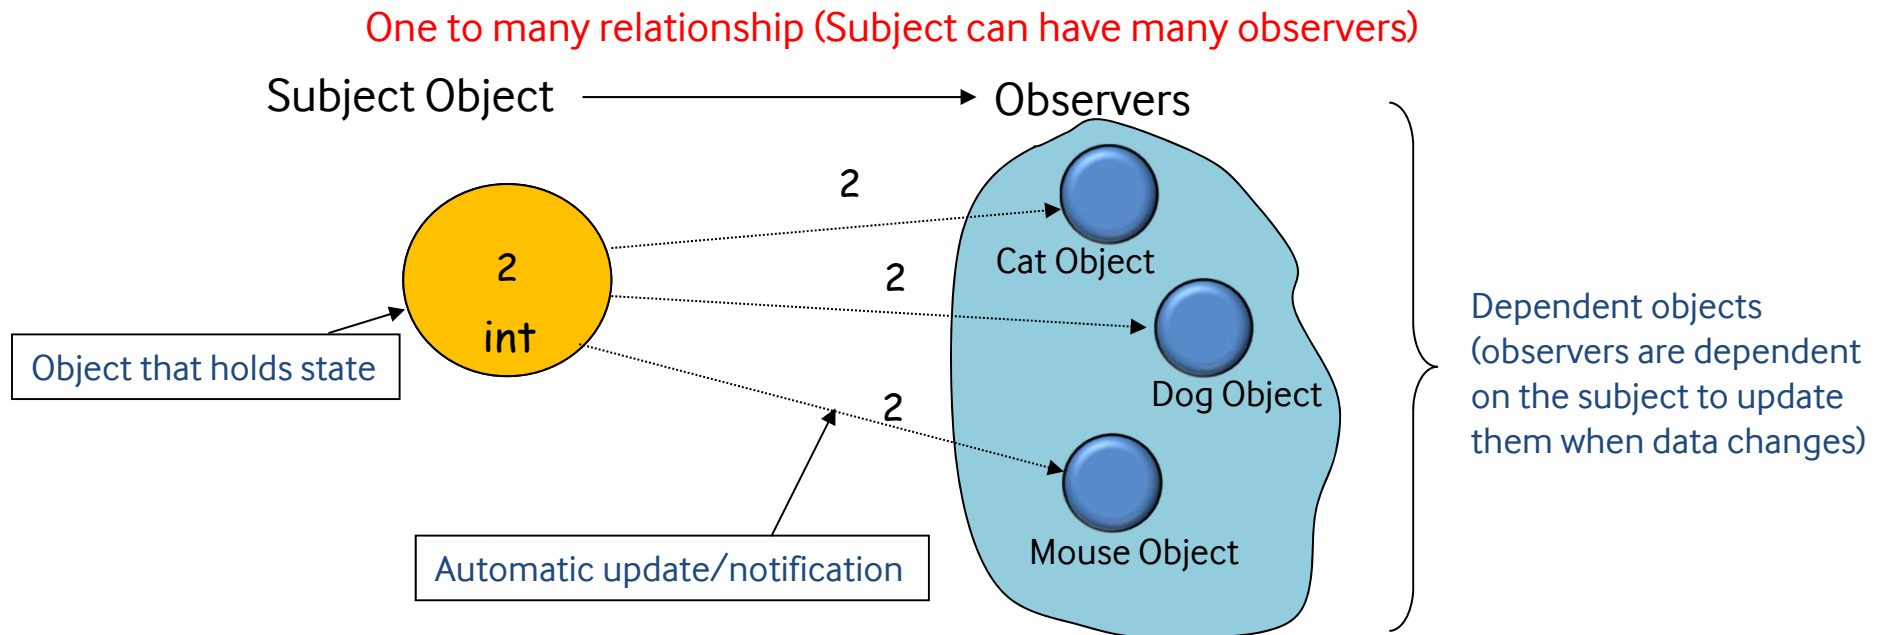 One to many relationship (Subject can have many observers)
Subject Object
Observers
2
Cat Object
2
2
int
Dog Object
2
Mouse Object
Object that holds state
Automatic update/notification
Dependent objects
(observers are dependent
on the subject to update
them when data changes)